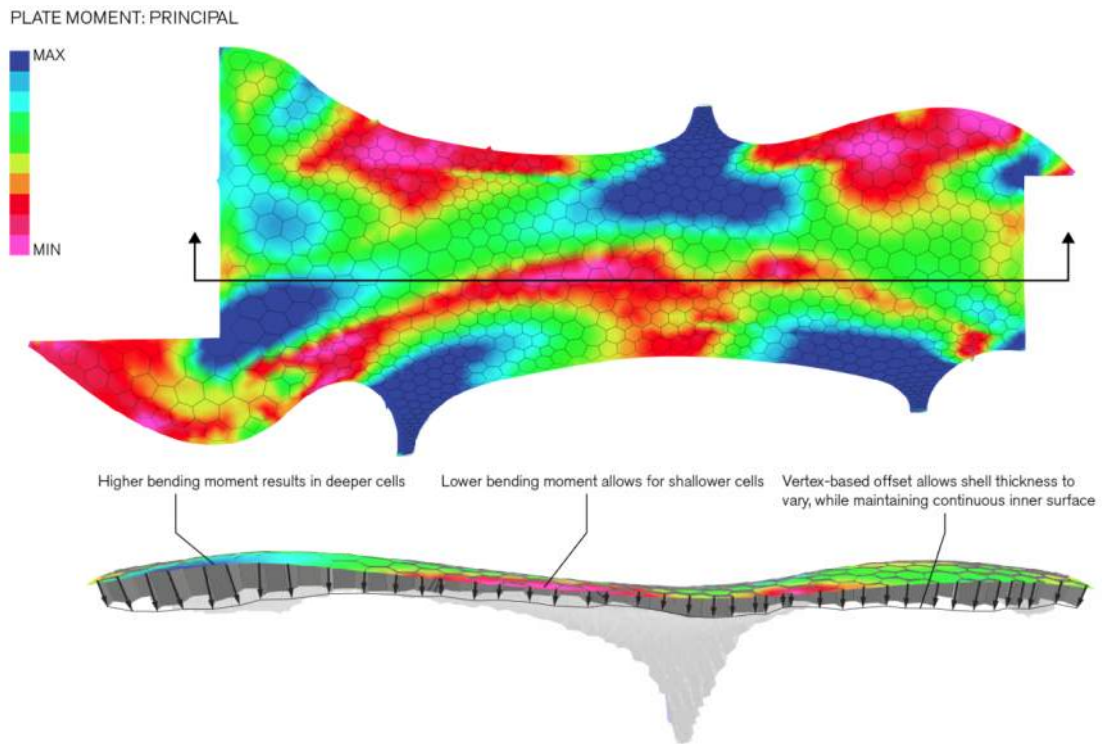 PLATE MOMENT: PRINCIPAL
MAX
MIN
Higher bending moment results in deeper cells
Lower bending moment allows for shallower cells
Vertex-based offset allows shell thickness to
vary, while maintaining continuous inner surface